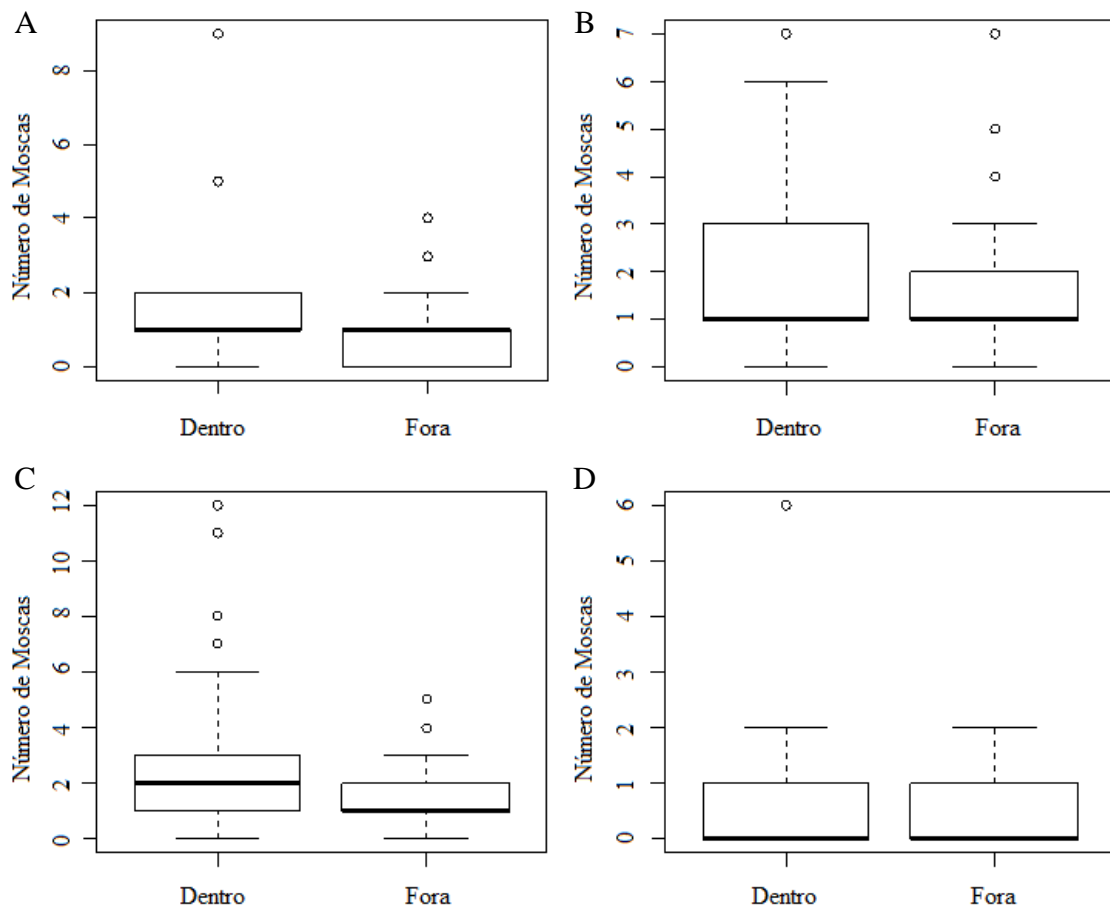 A
Número de Moscas
0 2 4 6 8
Dentro Fora
B
Número de Moscas
0 1 2 3 4 5 6 7
Dentro Fora
C
Número de Moscas
0 2 4 6 8 10 12
Dentro Fora
D
Número de Moscas
0 1 2 3 4 5 6
Dentro Fora